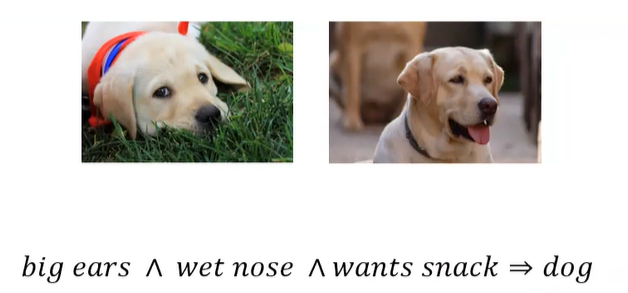 big ears ∧ wet nose ∧ wants snack ⇒ dog